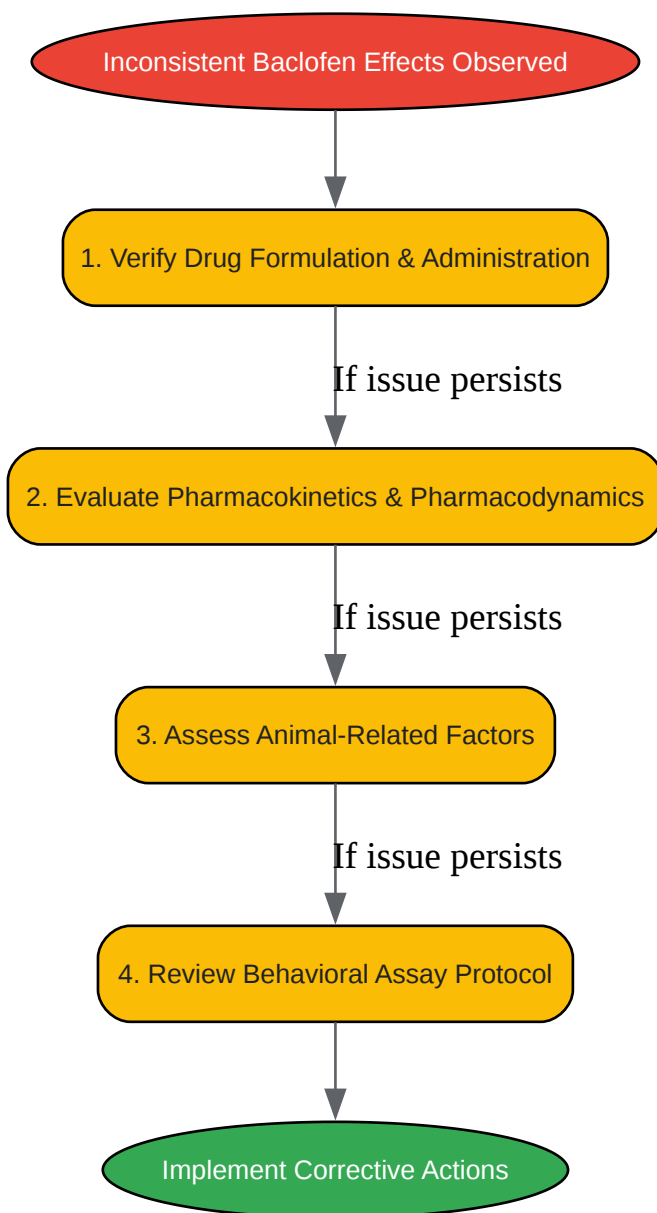 Inconsistent Baclofen Effects Observed
1. Verify Drug Formulation & Administration
If issue persists
2. Evaluate Pharmacokinetics & Pharmacodynamics
If issue persists
3. Assess Animal-Related Factors
If issue persists
4. Review Behavioral Assay Protocol
Implement Corrective Actions